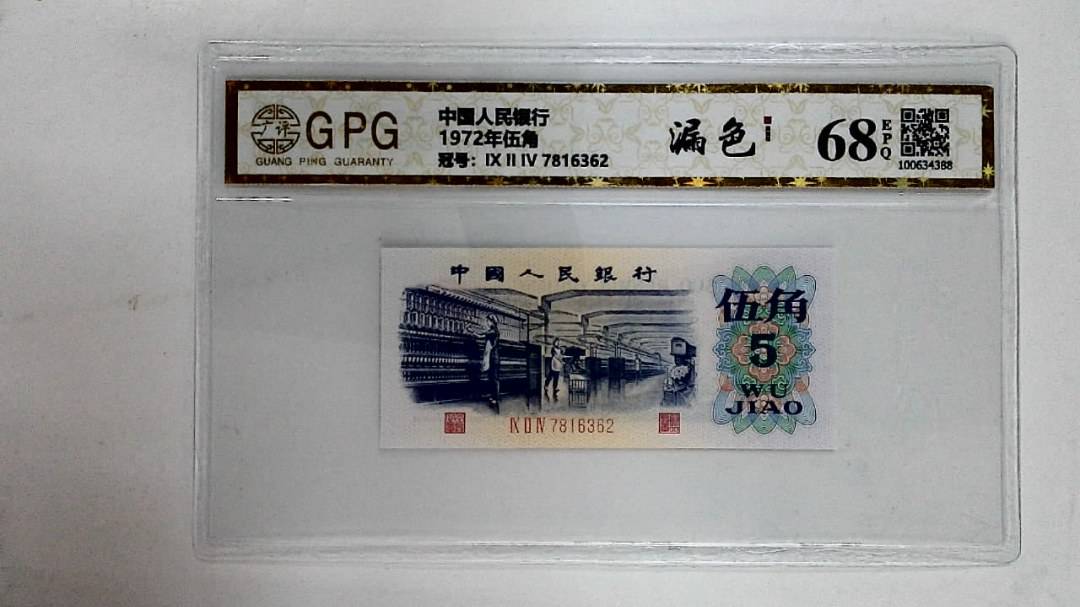 GPG
GUANG PING GUARANTY
中国人民银行
1972年伍角
冠号：IX II IV 7816362
漏色
68
EPQ
100634388
中國人民銀行
伍角
5
WU
JIAO
IX II IV 7816362